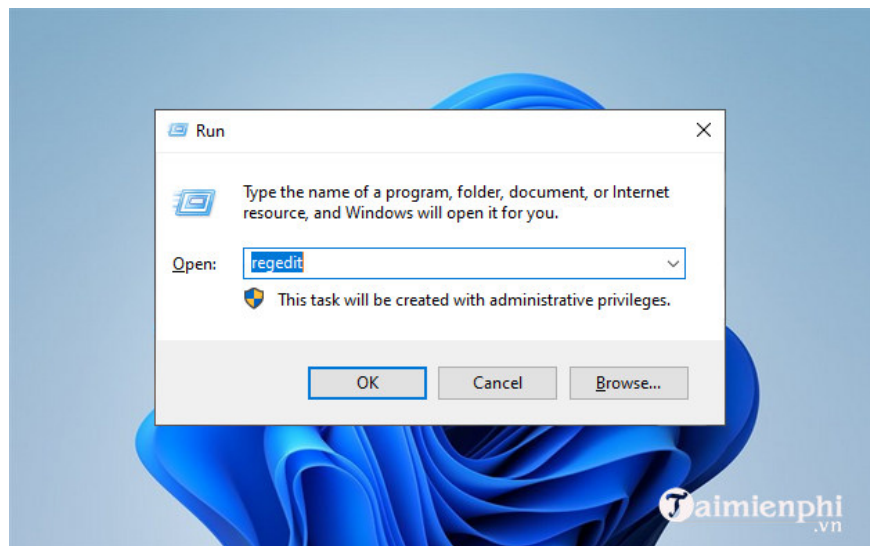 Run
Type the name of a program, folder, document, or Internet
resource, and Windows will open it for you.
Open: regedit
This task will be created with administrative privileges.
OK Cancel Browse...
Taimienphi
.vn